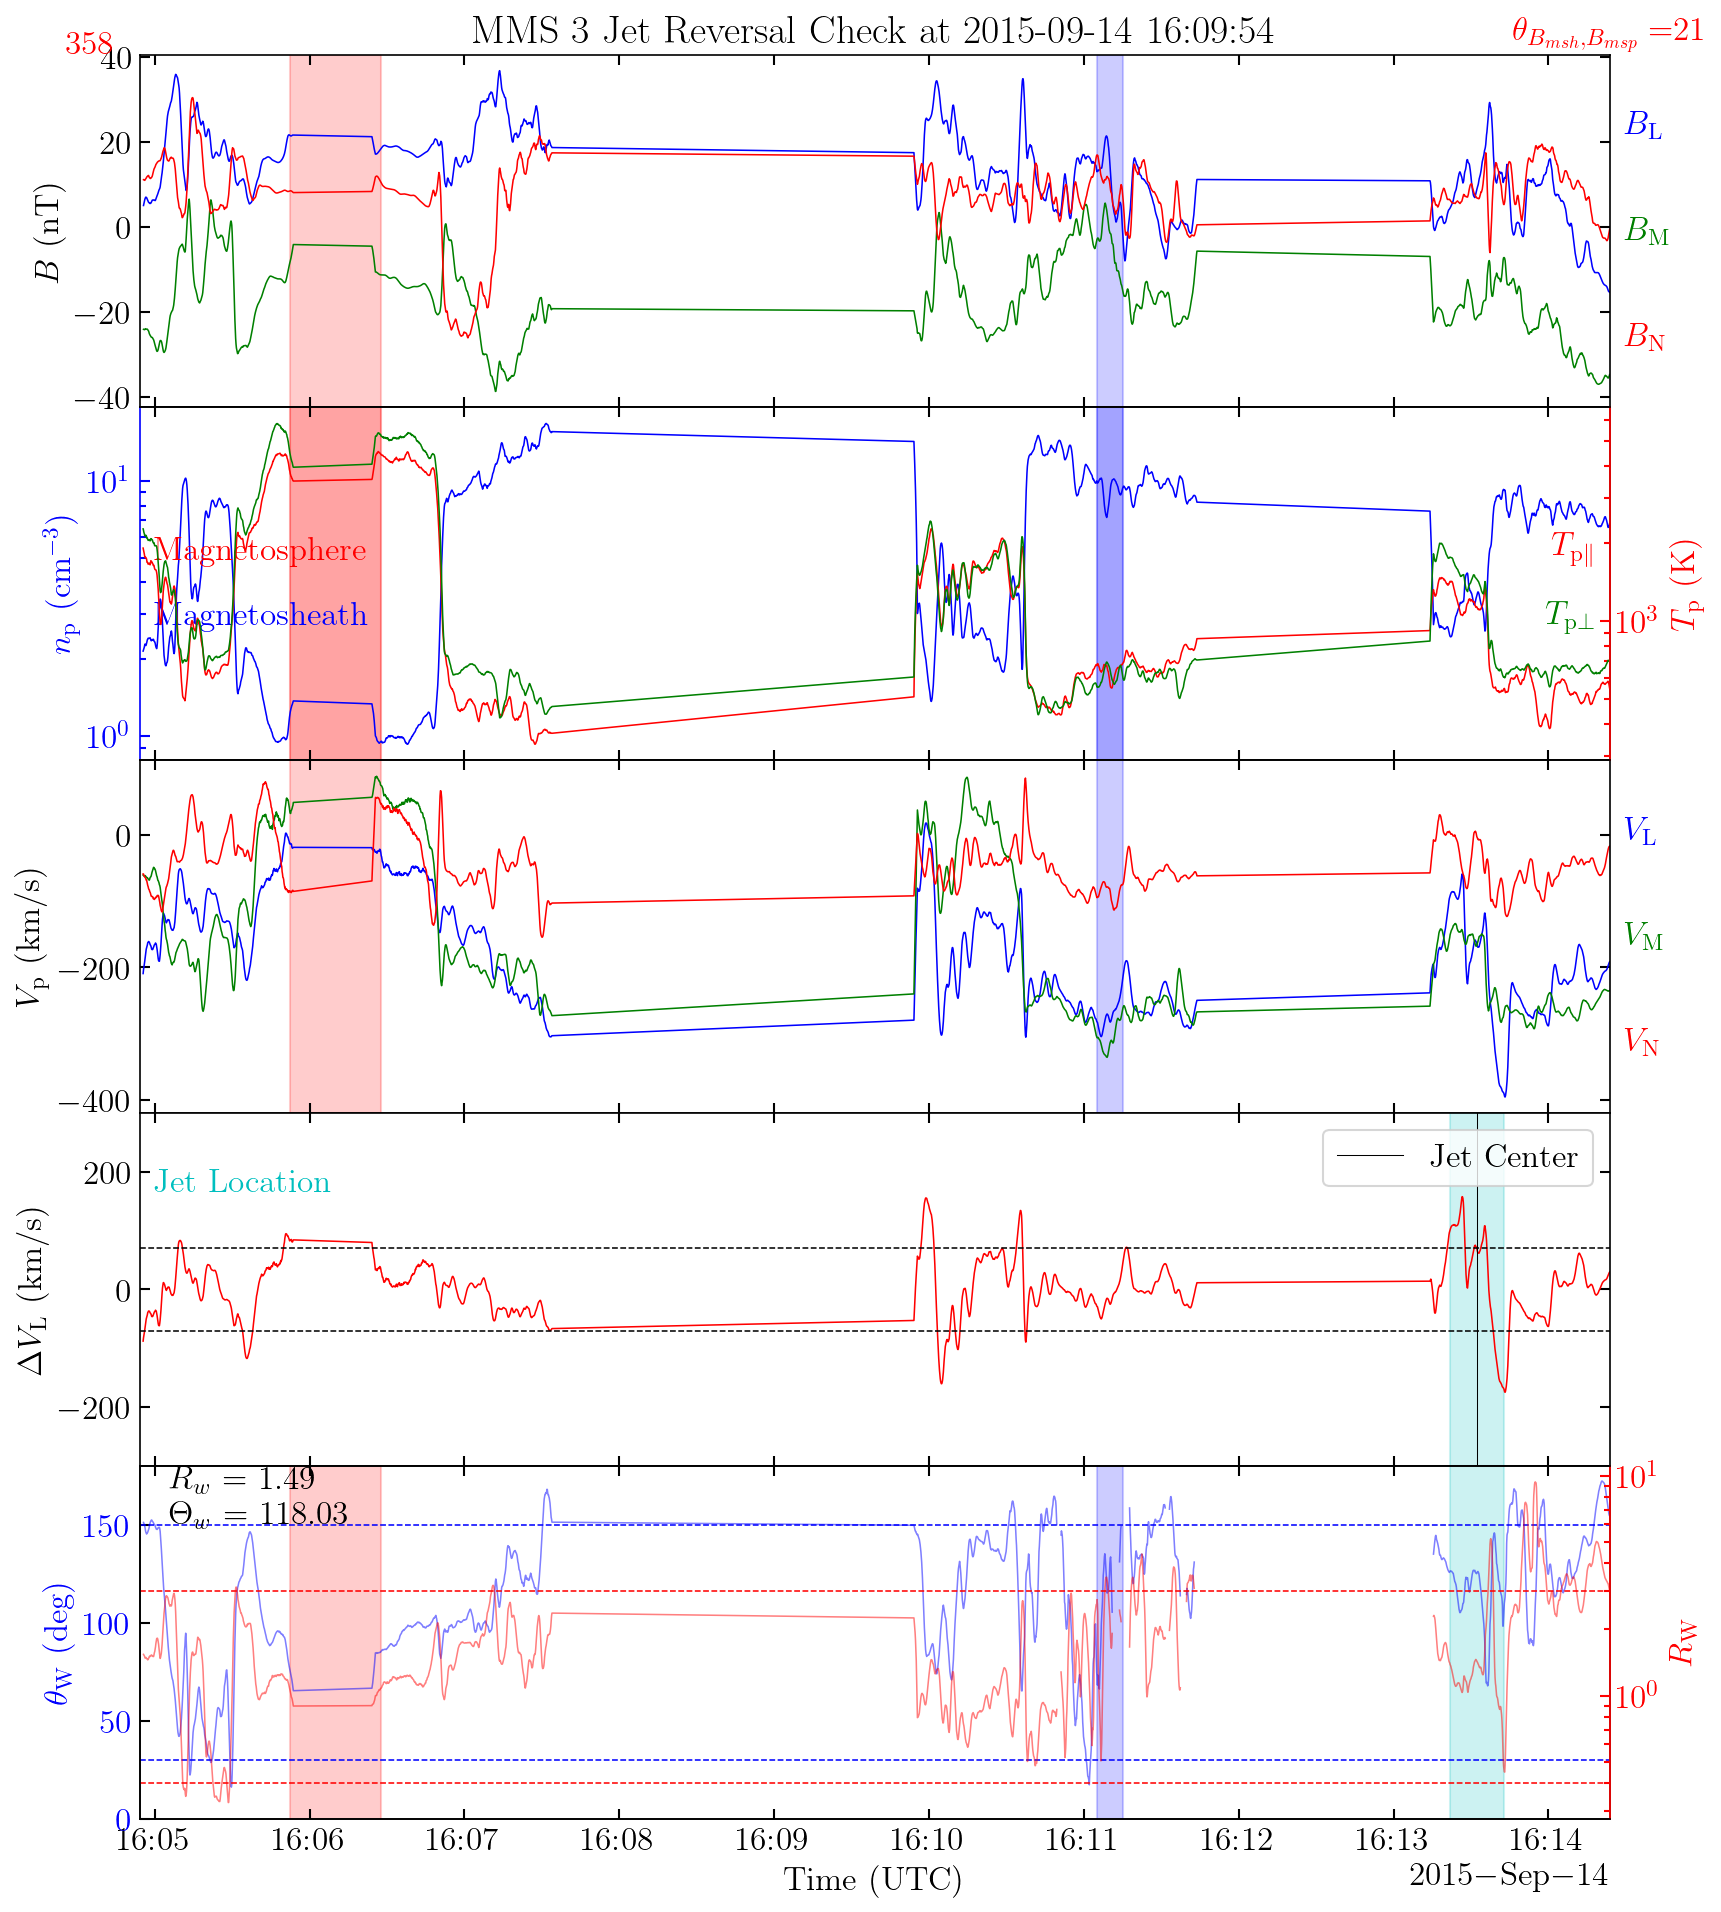 MMS 3 Jet Reversal Check at 2015-09-14 16:09:54
358
θ_{B_{msh},B_{msp}} =21
40
20
0
−20
−40
B (nT)
B_L
B_M
B_N
10^1
10^0
n_p (cm^{−3})
Magnetosphere
Magnetosheath
T_{p∥}
T_{p⊥}
10^3
T_p (K)
0
−200
−400
V_p (km/s)
V_L
V_M
V_N
200
0
−200
ΔV_L (km/s)
Jet Location
Jet Center
R_w = 1.49
Θ_w = 118.03
150
100
50
0
θ_W (deg)
10^1
10^0
R_W
16:05 16:06 16:07 16:08 16:09 16:10 16:11 16:12 16:13 16:14
Time (UTC)
2015−Sep−14